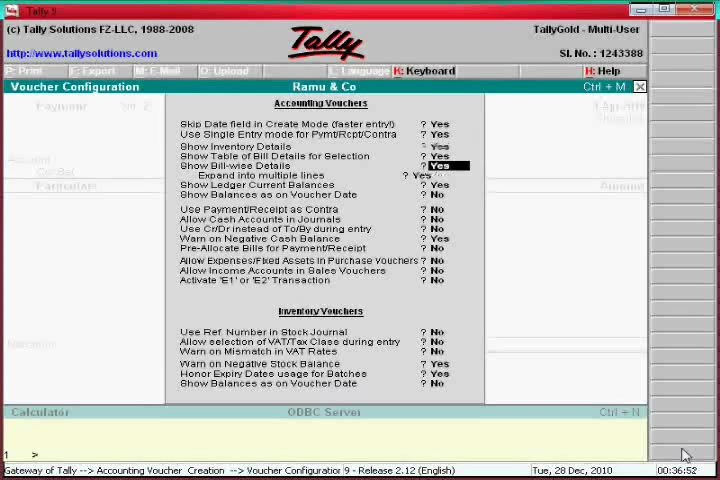 Tally 9
(c) Tally Solutions FZ-LLC, 1988-2008
TallyGold - Multi-User
Tally
http://www.tallysolutions.com
Sl. No. : 1243388
P: Print
E: Export
M: E-Mail
O: Upload
L: Language
K: Keyboard
H: Help
Voucher Configuration
Ramu & Co
Ctrl + M
Payment No. 2
Accounting Vouchers
Skip Date field in Create Mode (faster entry!) ? Yes
Use Single Entry mode for Pymt/Rcpt/Contra ? Yes
Show Inventory Details ? Yes
Show Table of Bill Details for Selection ? Yes
Show Bill-wise Details ? Yes
Expand into multiple lines ? Yes
Show Ledger Current Balances ? Yes
Show Balances as on Voucher Date ? No
Use Payment/Receipt as Contra ? No
Allow Cash Accounts in Journals ? No
Use Cr/Dr instead of To/By during entry ? No
Warn on Negative Cash Balance ? Yes
Pre-Allocate Bills for Payment/Receipt ? No
Allow Expenses/Fixed Assets in Purchase Vouchers ? No
Allow Income Accounts in Sales Vouchers ? No
Activate 'E1' or 'E2' Transaction ? No
Account
Cur Bal
Particulars
Amount
Inventory Vouchers
Use Ref. Number in Stock Journal ? No
Allow selection of VAT/Tax Class during entry ? No
Warn on Mismatch in VAT Rates ? No
Warn on Negative Stock Balance ? Yes
Honor Expiry Dates usage for Batches ? Yes
Show Balances as on Voucher Date ? No
Narration
Calculator
ODBC Server
Ctrl + N
1 >
Gateway of Tally --> Accounting Voucher Creation --> Voucher Configuration
9 - Release 2.12 (English)
Tue, 28 Dec, 2010
00:36:52